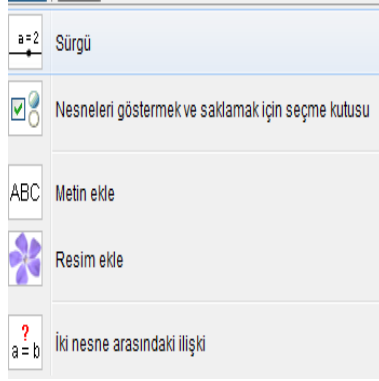 a=2
Sürgü
Nesneleri göstermek ve saklamak için seçme kutusu
ABC
Metin ekle
Resim ekle
?
a=b
İki nesne arasındaki ilişki